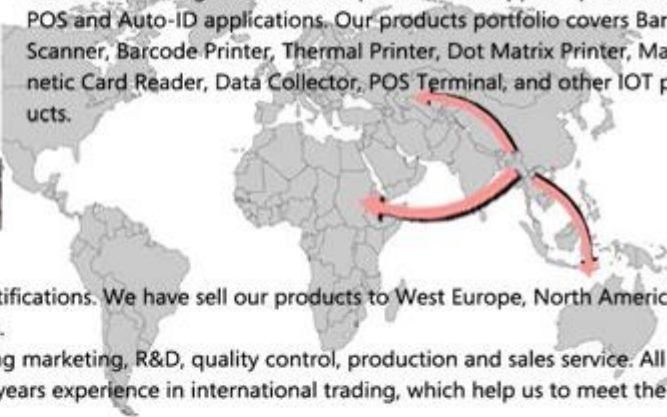 POS and Auto-ID applications. Our products portfolio covers Bar
Scanner, Barcode Printer, Thermal Printer, Dot Matrix Printer, Ma
netic Card Reader, Data Collector, POS Terminal, and other IOT p
ucts.
tifications. We have sell our products to West Europe, North Americ
.
ng marketing, R&D, quality control, production and sales service. All
years experience in international trading, which help us to meet the